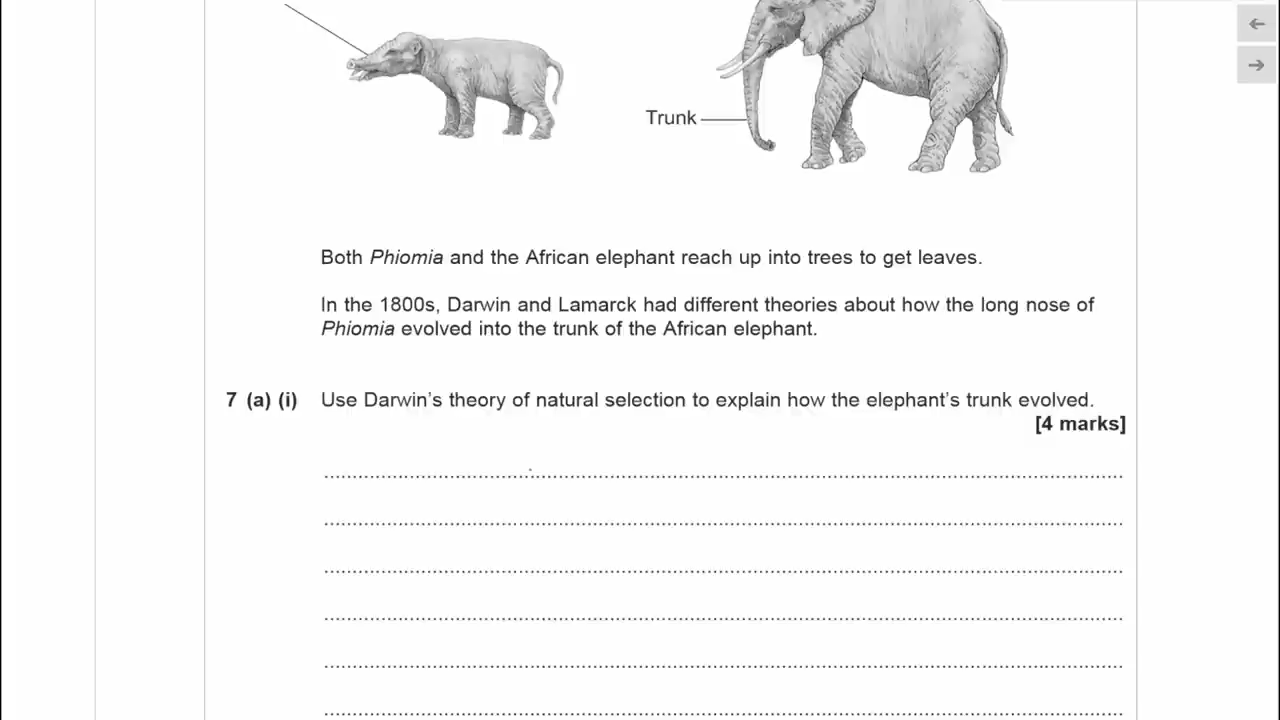 Trunk
Both Phiomia and the African elephant reach up into trees to get leaves.
In the 1800s, Darwin and Lamarck had different theories about how the long nose of
Phiomia evolved into the trunk of the African elephant.
7 (a) (i) Use Darwin's theory of natural selection to explain how the elephant's trunk evolved.
[4 marks]